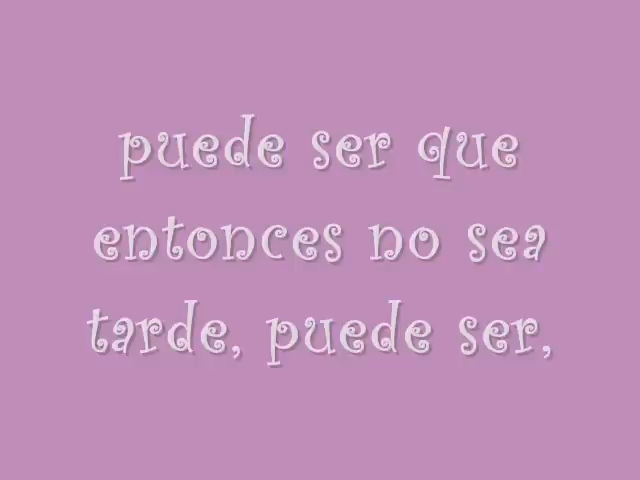 puede ser que
entonces no sea
tarde, puede ser,